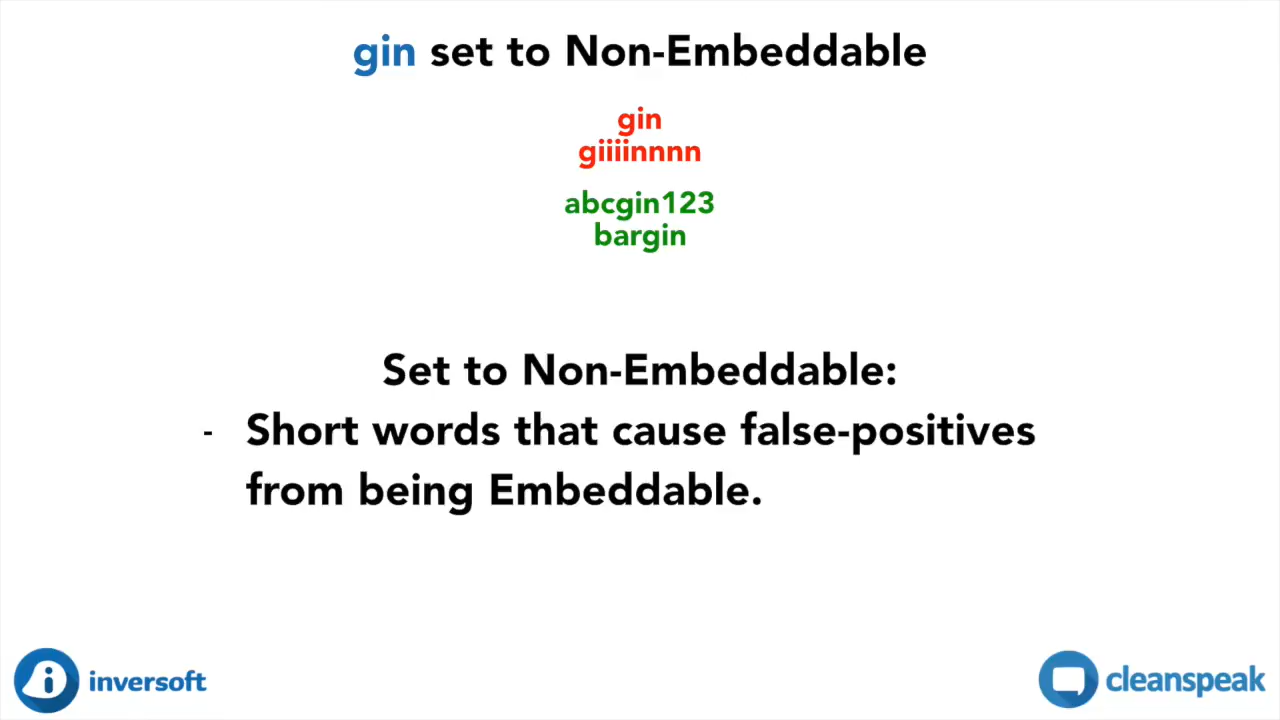 gin set to Non-Embeddable
gin
giiiinnnn
abcgin123
bargin
Set to Non-Embeddable:
- Short words that cause false-positives
from being Embeddable.
inversoft
cleanspeak